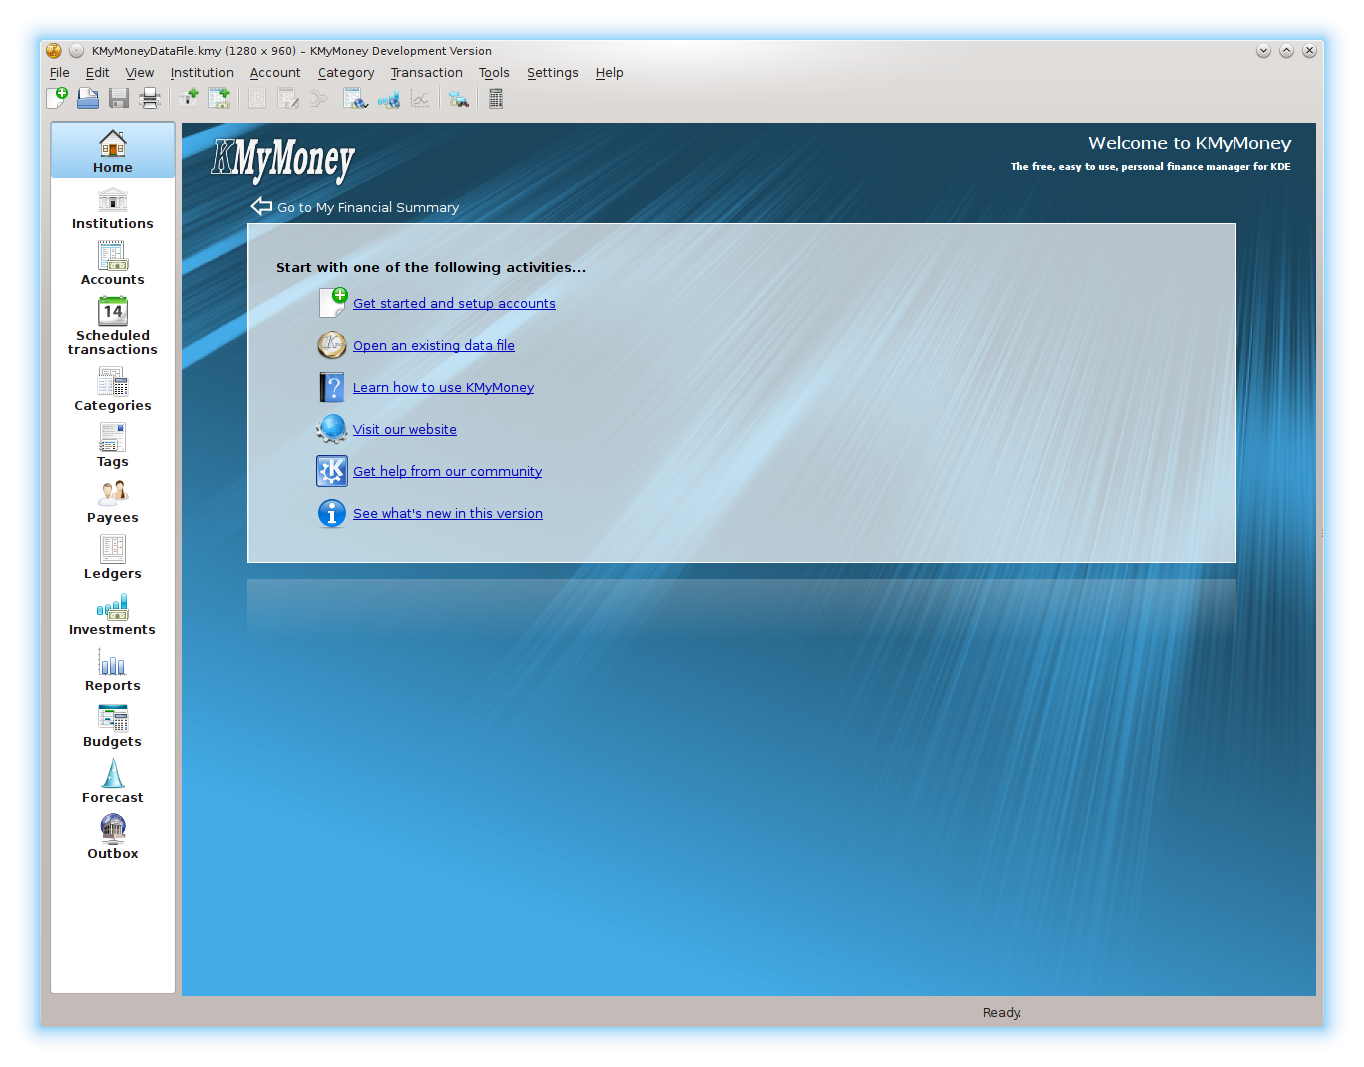 KMyMoneyDataFile.kmy (1280 x 960) – KMyMoney Development Version
File Edit View Institution Account Category Transaction Tools Settings Help
Home
Institutions
Accounts
14
Scheduled
transactions
Categories
Tags
Payees
Ledgers
Investments
Reports
Budgets
Forecast
Outbox
KMyMoney
Welcome to KMyMoney
The free, easy to use, personal finance manager for KDE
Go to My Financial Summary
Start with one of the following activities...
Get started and setup accounts
Open an existing data file
Learn how to use KMyMoney
Visit our website
Get help from our community
See what's new in this version
Ready.